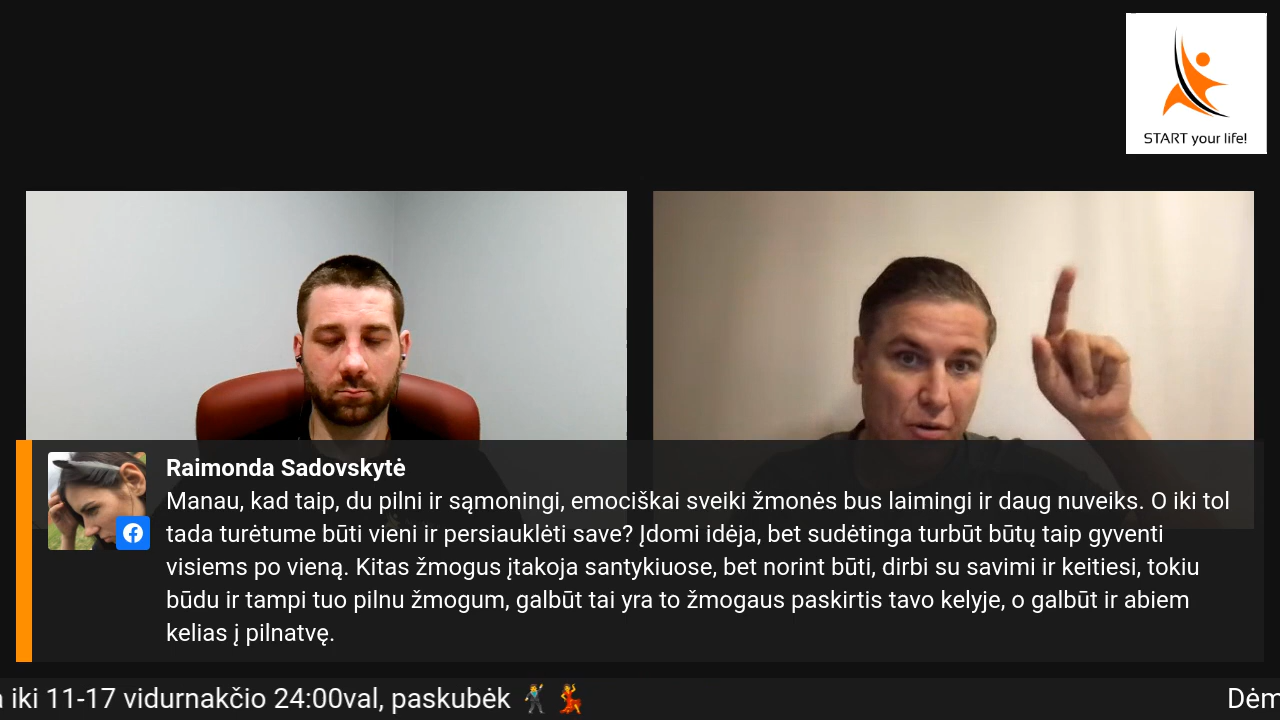 START your life!
Raimonda Sadovskytė
Manau, kad taip, du pilni ir sąmoningi, emociškai sveiki žmonės bus laimingi ir daug nuveiks. O iki tol
tada turėtume būti vieni ir persiauklėti save? Įdomi idėja, bet sudėtinga turbūt būtų taip gyventi
visiems po vieną. Kitas žmogus įtakoja santykiuose, bet norint būti, dirbi su savimi ir keitiesi, tokiu
būdu ir tampi tuo pilnu žmogum, galbūt tai yra to žmogaus paskirtis tavo kelyje, o galbūt ir abiem
kelias į pilnatvę.
iki 11-17 vidurnakčio 24:00val, paskubėk 🕺 💃